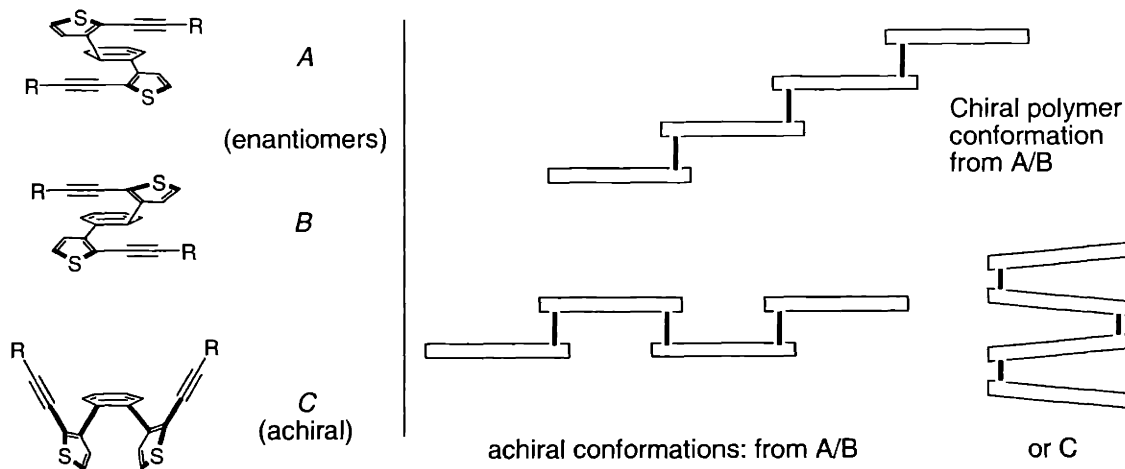 S
R
A
R
S
(enantiomers)
S
R
B
S
R
R
R
C
(achiral)
S
S
Chiral polymer
conformation
from A/B
achiral conformations: from A/B
or C